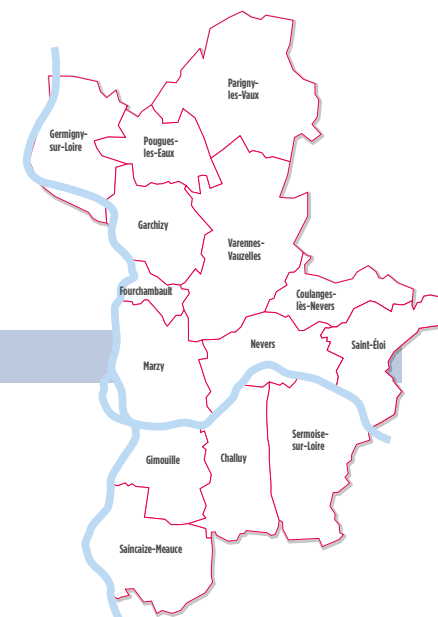 Parigny-
les-Vaux
Germigny-
sur-Loire
Pougues-
les-Eaux
Garchizy
Varennes-
Vauzelles
Fourchambault
Coulanges-
lès-Nevers
Nevers
Saint-Éloi
Marzy
Sermoise-
sur-Loire
Gimouille
Challuy
Saincaize-Meauce